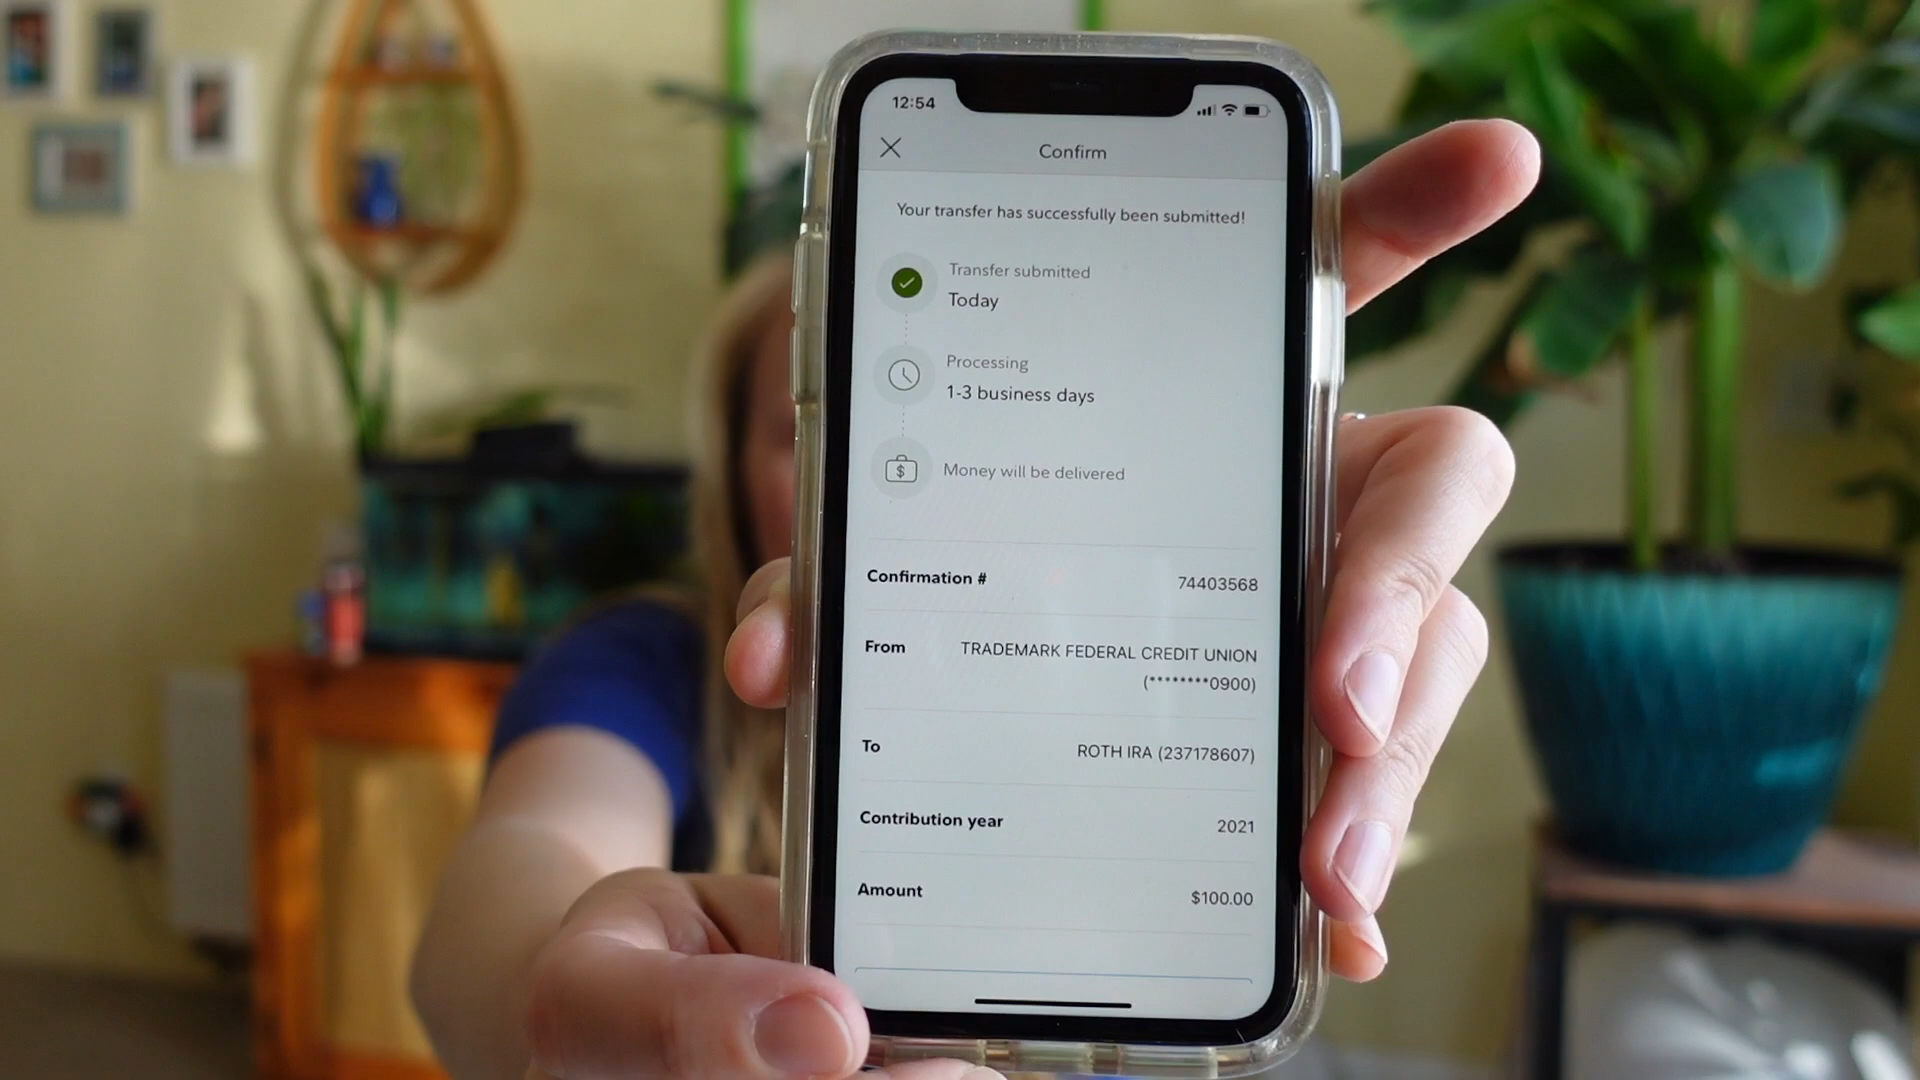 12:54
Confirm
Your transfer has successfully been submitted!
Transfer submitted
Today
Processing
1-3 business days
Money will be delivered
Confirmation # 74403568
From TRADEMARK FEDERAL CREDIT UNION
(********0900)
To ROTH IRA (237178607)
Contribution year 2021
Amount $100.00